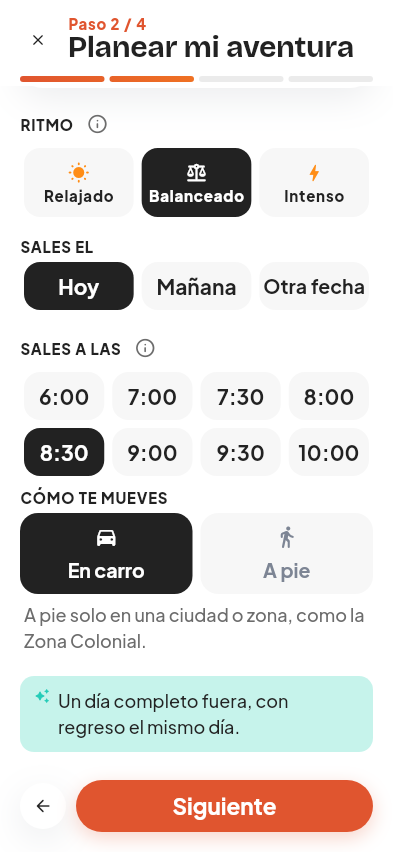 Paso 2 / 4
Planear mi aventura
RITMO
Relajado
Balanceado
Intenso
SALES EL
Hoy
Mañana
Otra fecha
SALES A LAS
6:00
7:00
7:30
8:00
8:30
9:00
9:30
10:00
CÓMO TE MUEVES
En carro
A pie
A pie solo en una ciudad o zona, como la
Zona Colonial.
Un día completo fuera, con
regreso el mismo día.
Siguiente